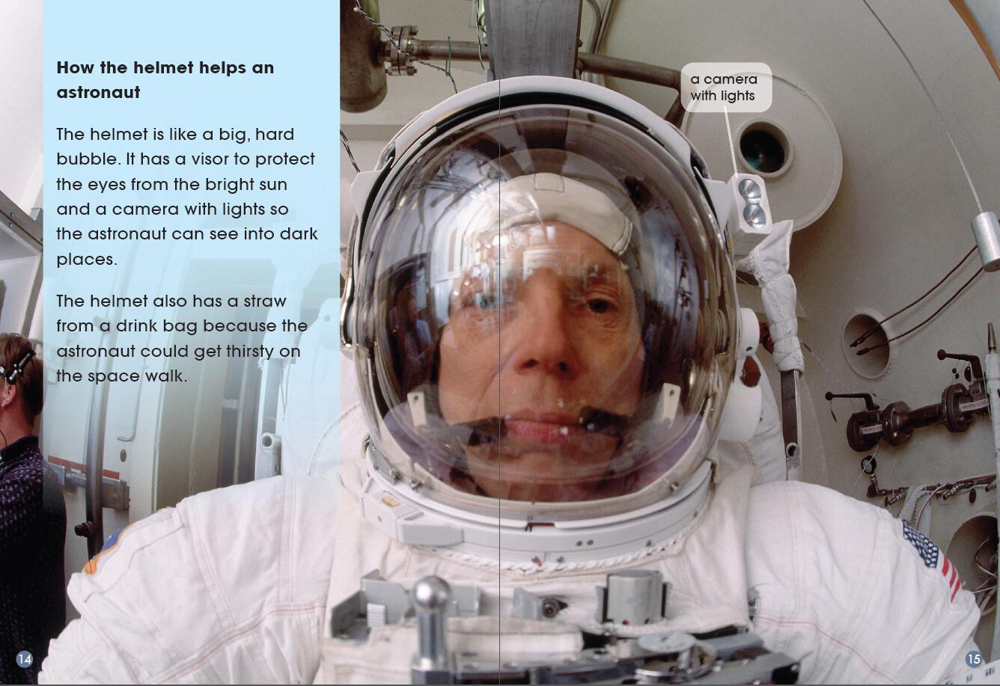 How the helmet helps an
astronaut
The helmet is like a big, hard
bubble. It has a visor to protect
the eyes from the bright sun
and a camera with lights so
the astronaut can see into dark
places.
The helmet also has a straw
from a drink bag because the
astronaut could get thirsty on
the space walk.
a camera
with lights
14
15